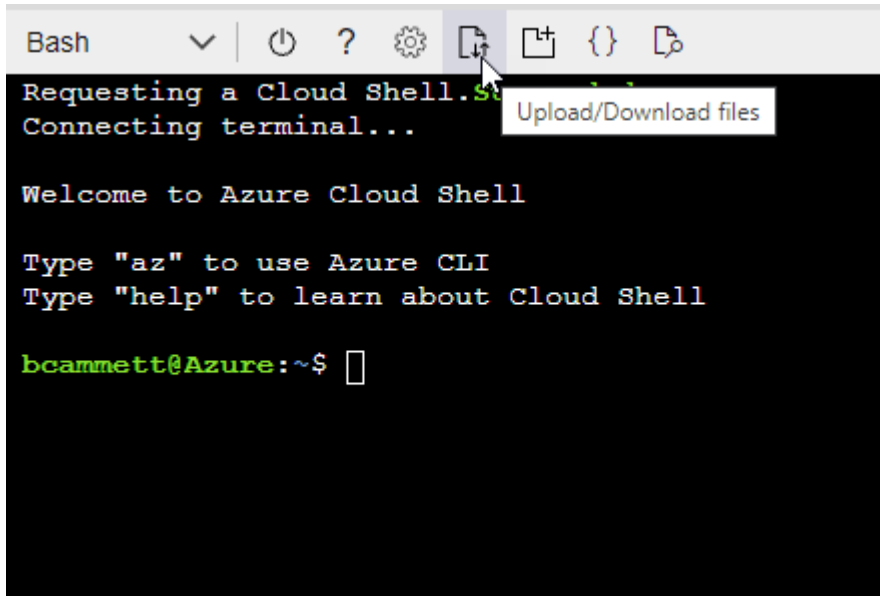 Bash
?
{}
Requesting a Cloud Shell.
Upload/Download files
Connecting terminal...
Welcome to Azure Cloud Shell
Type "az" to use Azure CLI
Type "help" to learn about Cloud Shell
bcammett@Azure:~$